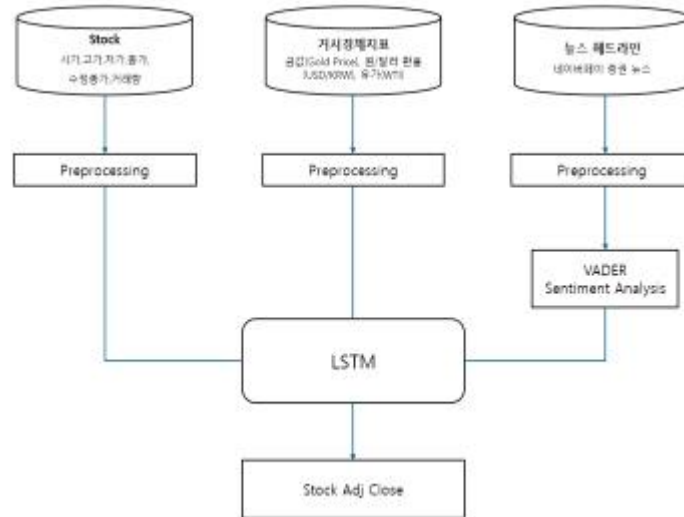 Stock
시가,고가,저가,종가,
수정종가,거래량
거시경제지표
금값(Gold Price), 원/달러 환율
(USD/KRW), 유가(WTI)
뉴스 헤드라인
네이버페이 증권 뉴스
Preprocessing
Preprocessing
Preprocessing
VADER
Sentiment Analysis
LSTM
Stock Adj Close